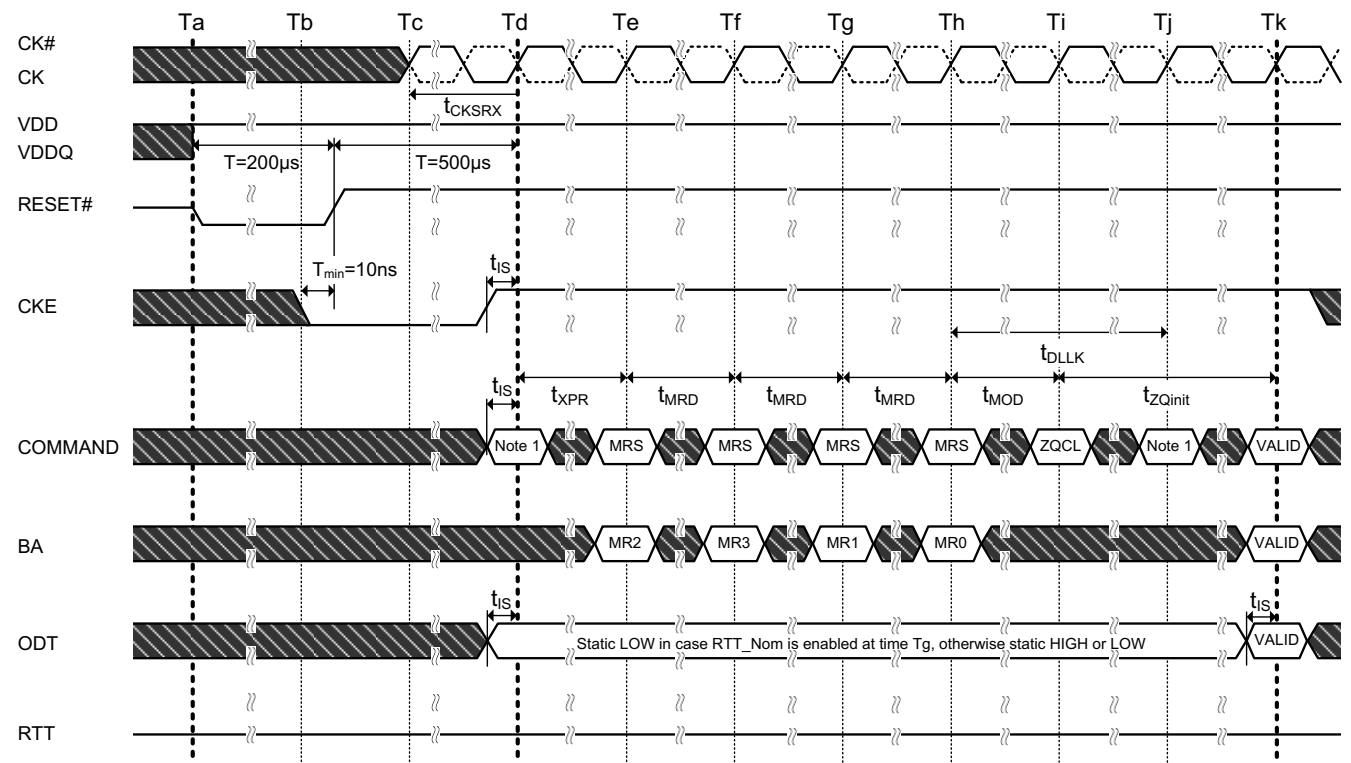 Ta Tb Tc Td Te Tf Tg Th Ti Tj Tk
CK#
CK
tCKSRX
VDD
VDDQ
T=200µs T=500µs
RESET#
Tmin=10ns
tIS
CKE
tDLLK
tIS
tXPR tMRD tMRD tMRD tMOD tZQinit
COMMAND Note 1 MRS MRS MRS MRS ZQCL Note 1 VALID
BA MR2 MR3 MR1 MR0 VALID
tIS tIS
ODT Static LOW in case RTT_Nom is enabled at time Tg, otherwise static HIGH or LOW VALID
RTT